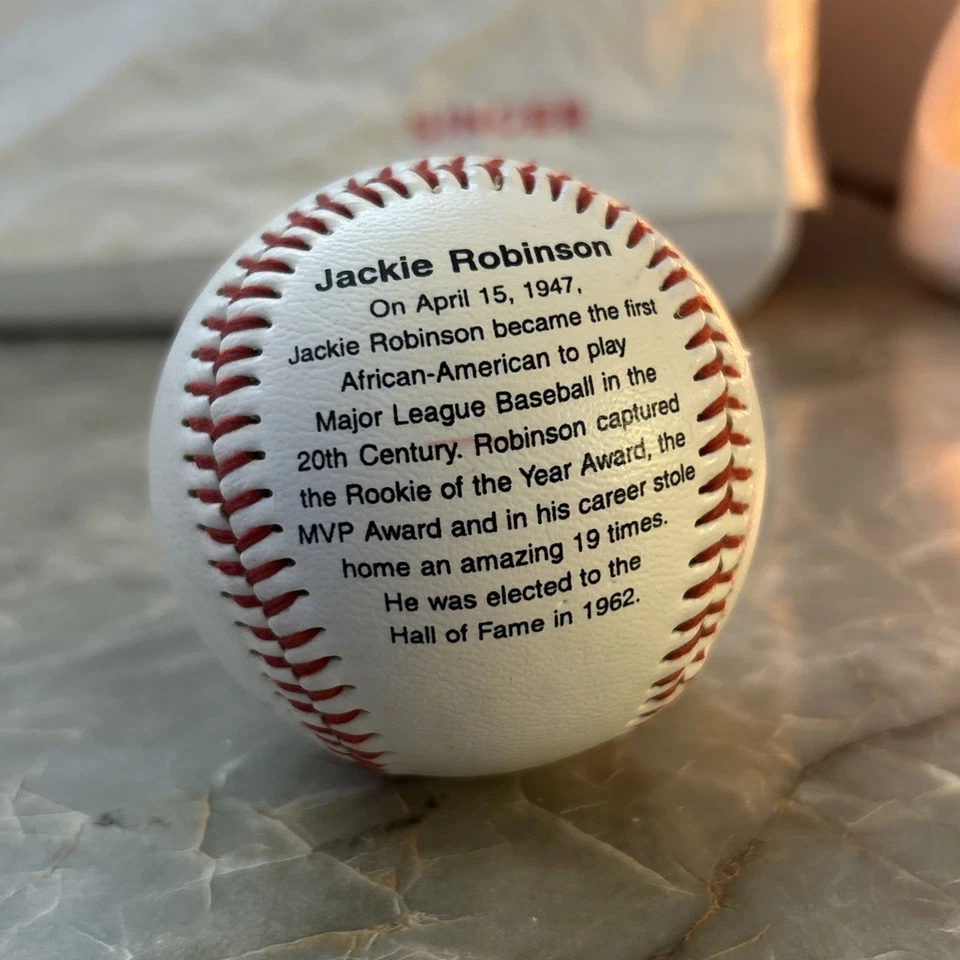 SINGER
Jackie Robinson
On April 15, 1947,
Jackie Robinson became the first
African-American to play
Major League Baseball in the
20th Century. Robinson captured
the Rookie of the Year Award, the
MVP Award and in his career stole
home an amazing 19 times.
He was elected to the
Hall of Fame in 1962.